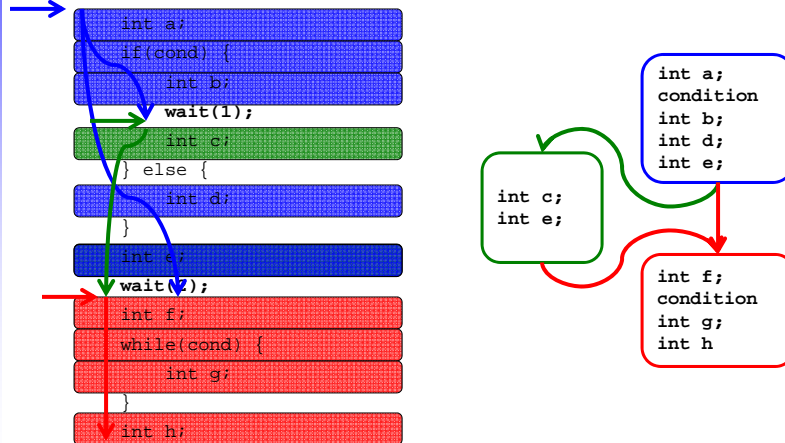 int a;
if(cond) {
int b;
wait(1);
int c;
} else {
int d;
}
int e;
wait(2);
int f;
while(cond) {
int g;
}
int h;
int a;
condition
int b;
int d;
int e;
int c;
int e;
int f;
condition
int g;
int h